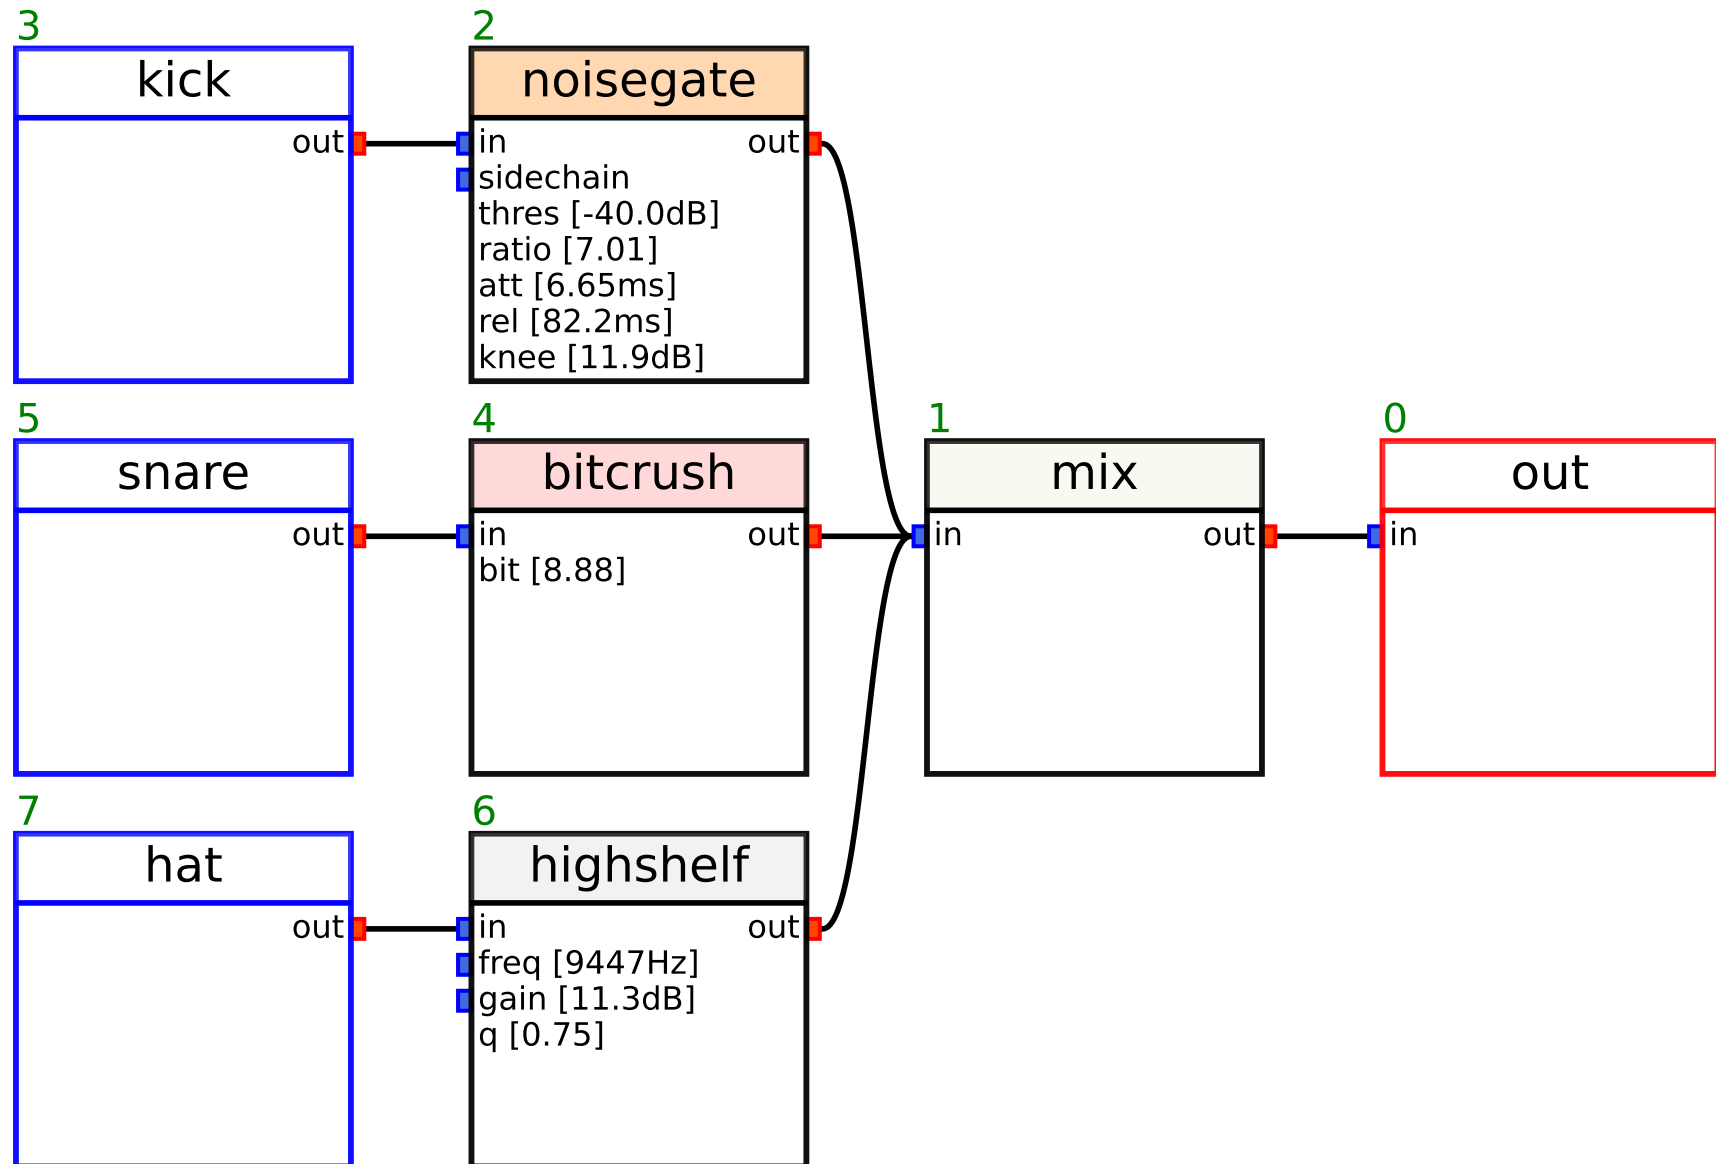 3
kick
out
2
noisegate
in
out
sidechain
thres [-40.0dB]
ratio [7.01]
att [6.65ms]
rel [82.2ms]
knee [11.9dB]
5
snare
out
4
bitcrush
in
out
bit [8.88]
1
mix
in
out
0
out
in
7
hat
out
6
highshelf
in
out
freq [9447Hz]
gain [11.3dB]
q [0.75]